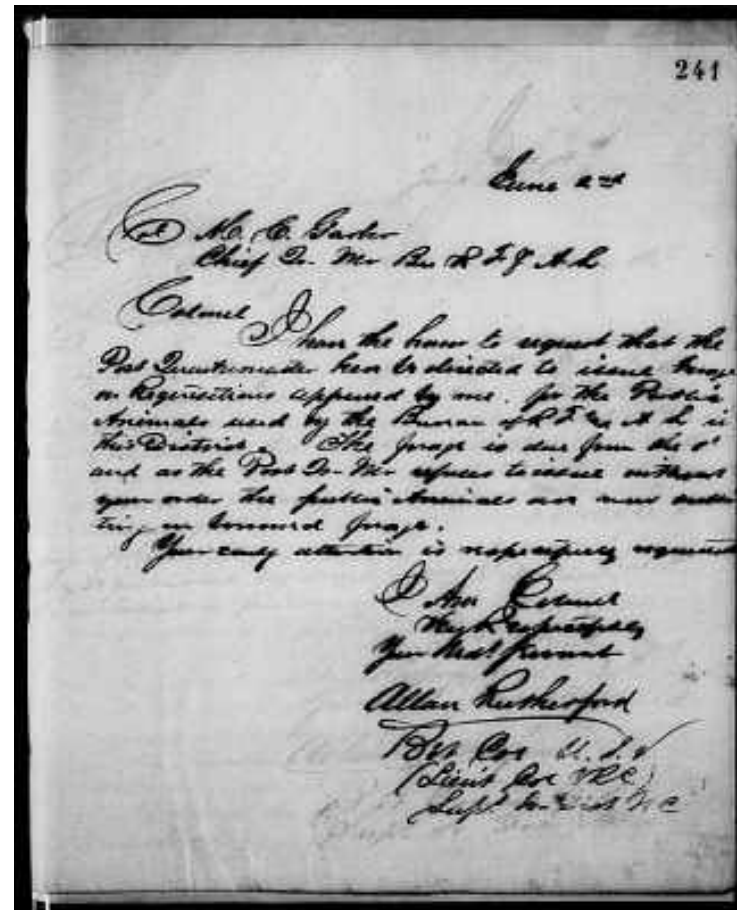 241
June 2nd
Col M. C. Garber
Chief Qr. Mr Bu R F & A L
Colonel
I have the honor to request that the
Post Quartermaster here be directed to issue forage
on Requisitions approved by me. for the Public
Animals used by the Bureau of R F & A L in
this District. The forage is due from the 1st
and as the Post Qr. Mr refuses to issue without
your order the public Animals are now
ting on borrowed forage.
Your early attention is respectfully requested
I Am Colonel
Very Respectfully
Your Obdt Servant
Allan Rutherford
Bvt Col U.S.V
(Lieut Col VRC)
Supt So. Dist N C